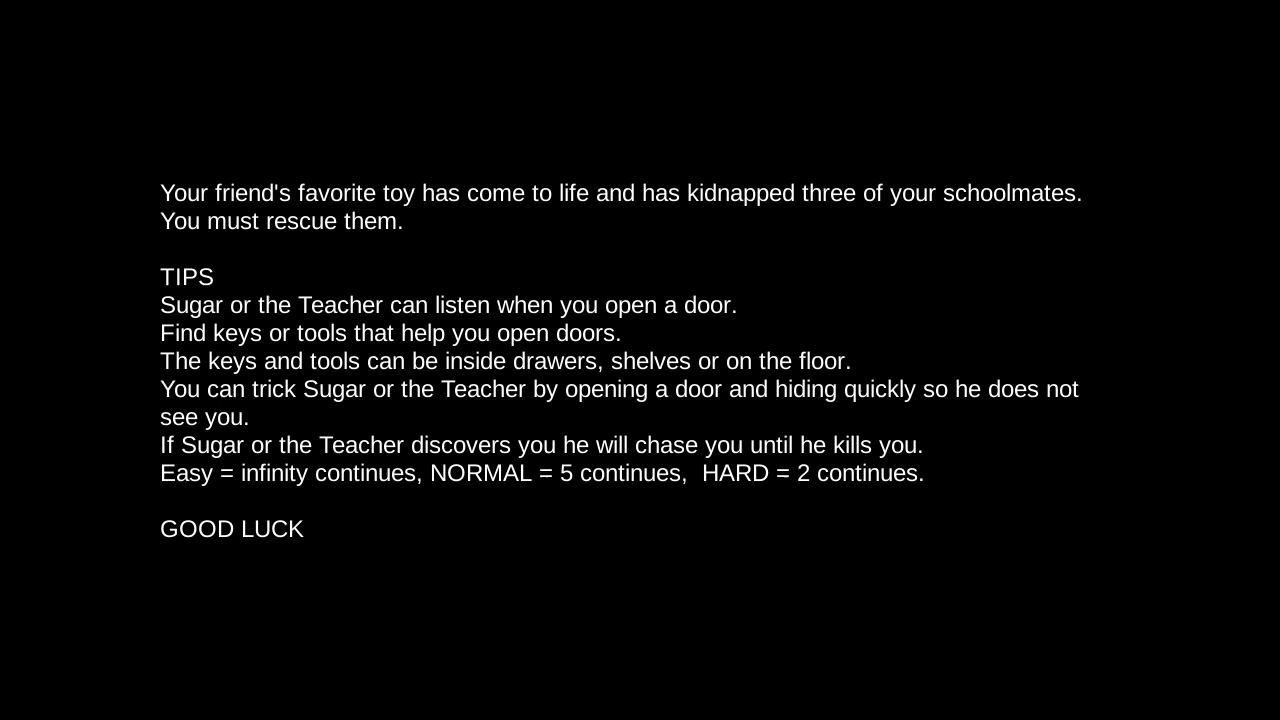 Your friend's favorite toy has come to life and has kidnapped three of your schoolmates.
You must rescue them.
TIPS
Sugar or the Teacher can listen when you open a door.
Find keys or tools that help you open doors.
The keys and tools can be inside drawers, shelves or on the floor.
You can trick Sugar or the Teacher by opening a door and hiding quickly so he does not
see you.
If Sugar or the Teacher discovers you he will chase you until he kills you.
Easy = infinity continues, NORMAL = 5 continues,  HARD = 2 continues.
GOOD LUCK